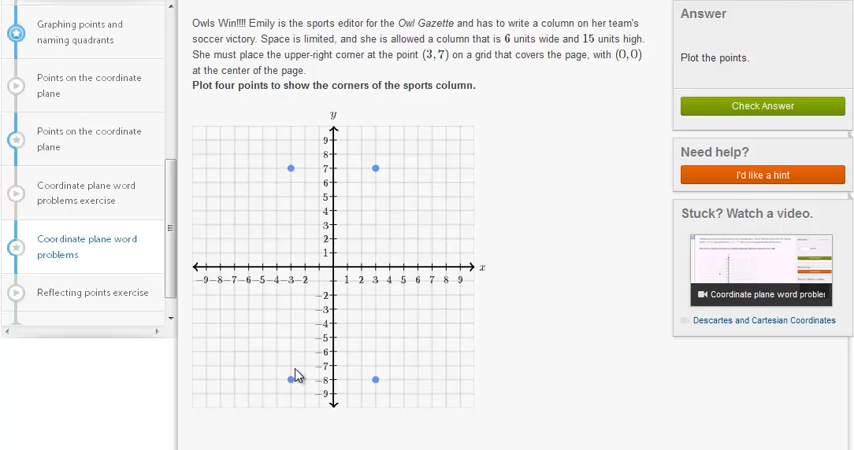 Graphing points and
naming quadrants
Points on the coordinate
plane
Points on the coordinate
plane
Coordinate plane word
problems exercise
Coordinate plane word
problems
Reflecting points exercise
Owls Win!!!! Emily is the sports editor for the Owl Gazette and has to write a column on her team's
soccer victory. Space is limited, and she is allowed a column that is 6 units wide and 15 units high.
She must place the upper-right corner at the point (3, 7) on a grid that covers the page, with (0, 0)
at the center of the page.
Plot four points to show the corners of the sports column.
y
9
8
7
6
5
4
3
2
1
x
−9 −8 −7 −6 −5 −4 −3 −2 1 2 3 4 5 6 7 8 9
−2
−3
−4
−5
−6
−7
−8
−9
Answer
Plot the points.
Check Answer
Need help?
I'd like a hint
Stuck? Watch a video.
Coordinate plane word probler
Descartes and Cartesian Coordinates